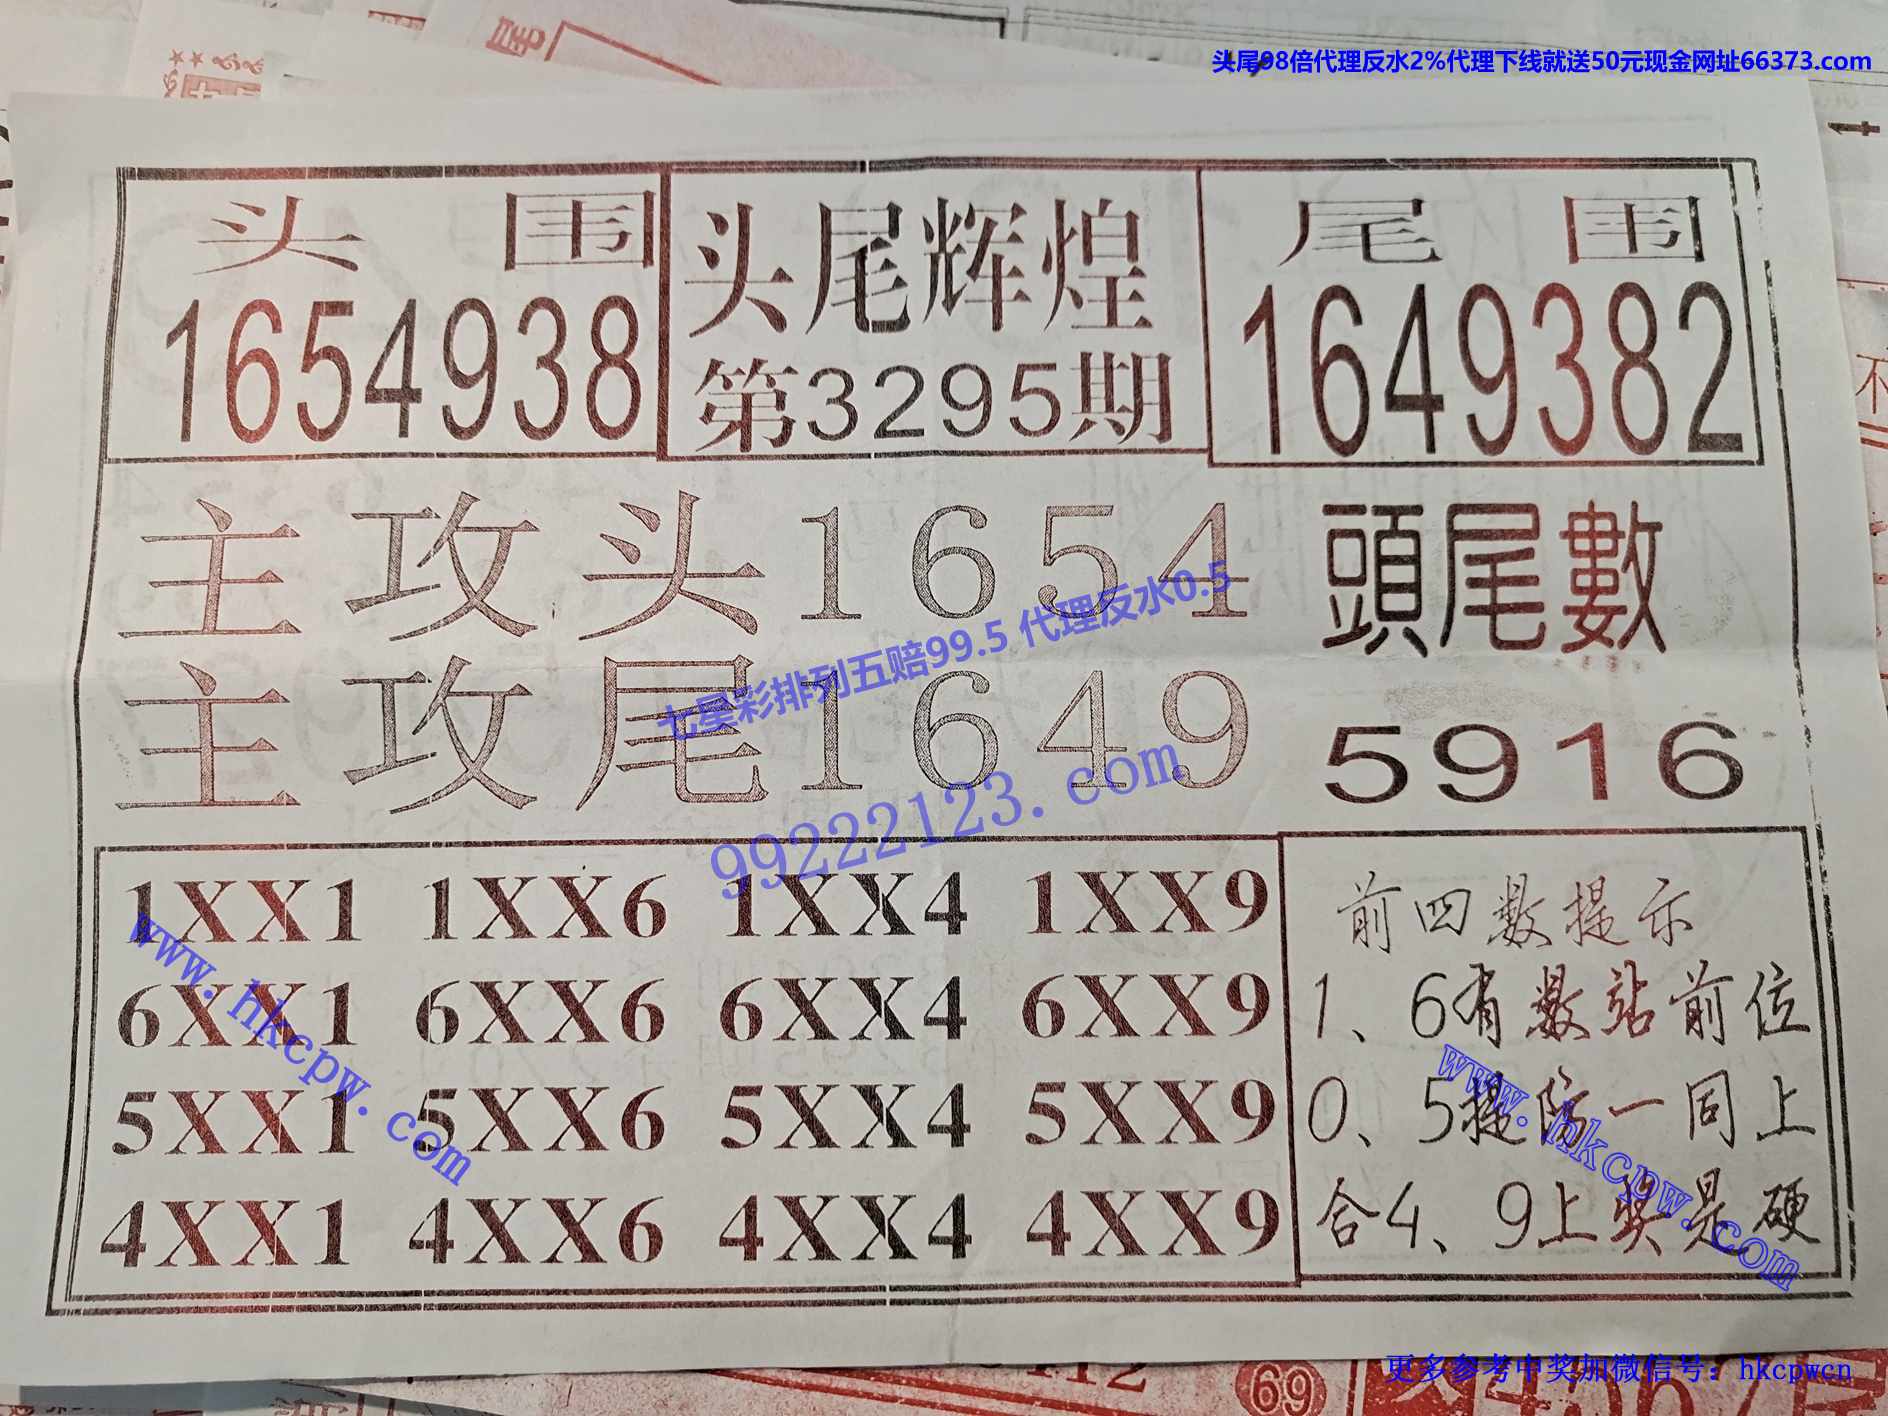 头尾98倍代理反水2%代理下线就送50元现金网址66373.com
头围
1654938
头尾辉煌
第3295期
尾围
1649382
主攻头1654
主攻尾1649
頭尾數
5916
七星彩排列五赔99.5 代理反水0.5
99222123.com
1XX1 1XX6 1XX4 1XX9
6XX1 6XX6 6XX4 6XX9
5XX1 5XX6 5XX4 5XX9
4XX1 4XX6 4XX4 4XX9
前四数提示
1、6有数站前位
0、5提防一同上
合4、9上奖是硬
www.hkcpw.com
www.hkcpw.com
更多参考中奖加微信号：hkcpwcn
69